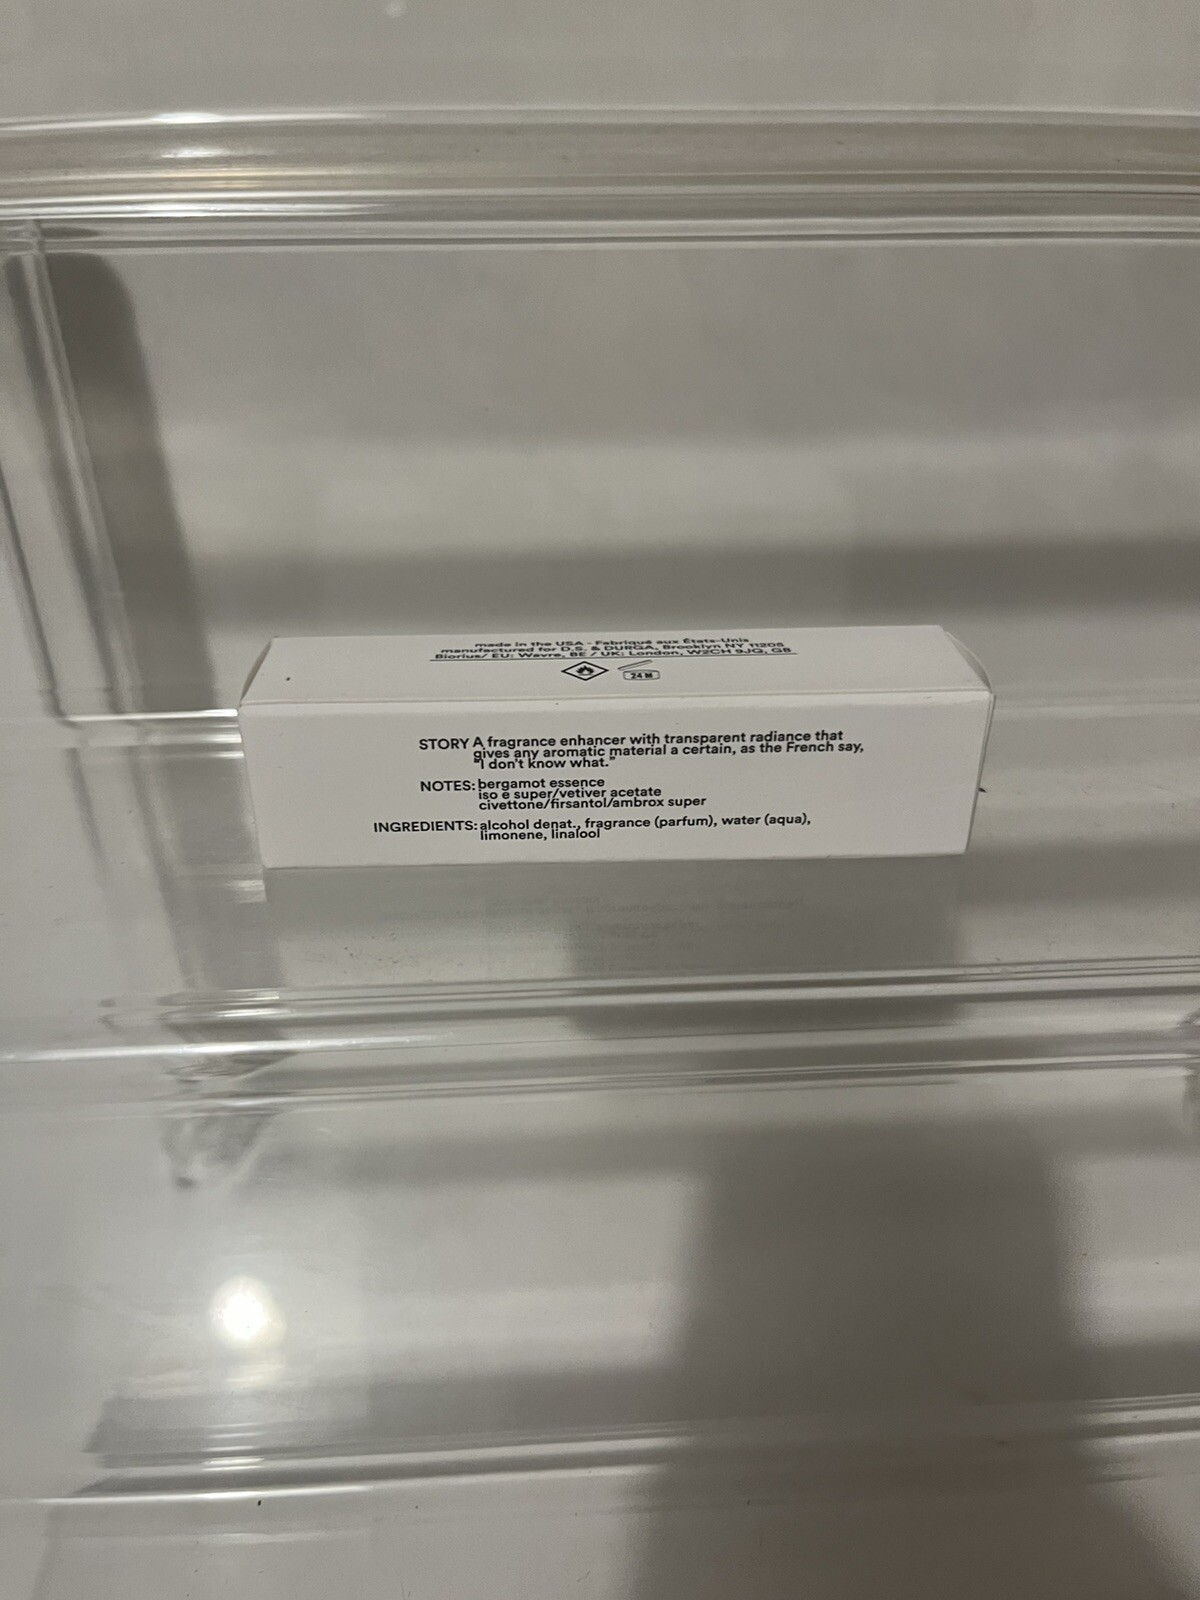 made in the USA - Fabriqué aux États-Unis
manufactured for D.S. & DURGA, Brooklyn NY 11205
Biorius/ EU: Wavre, BE / UK: London, W2CH 9JQ, GB
24 M
STORY A fragrance enhancer with transparent radiance that
gives any aromatic material a certain, as the French say,
"I don't know what."
NOTES: bergamot essence
iso e super/vetiver acetate
civettone/firsantol/ambrox super
INGREDIENTS: alcohol denat., fragrance (parfum), water (aqua),
limonene, linalool